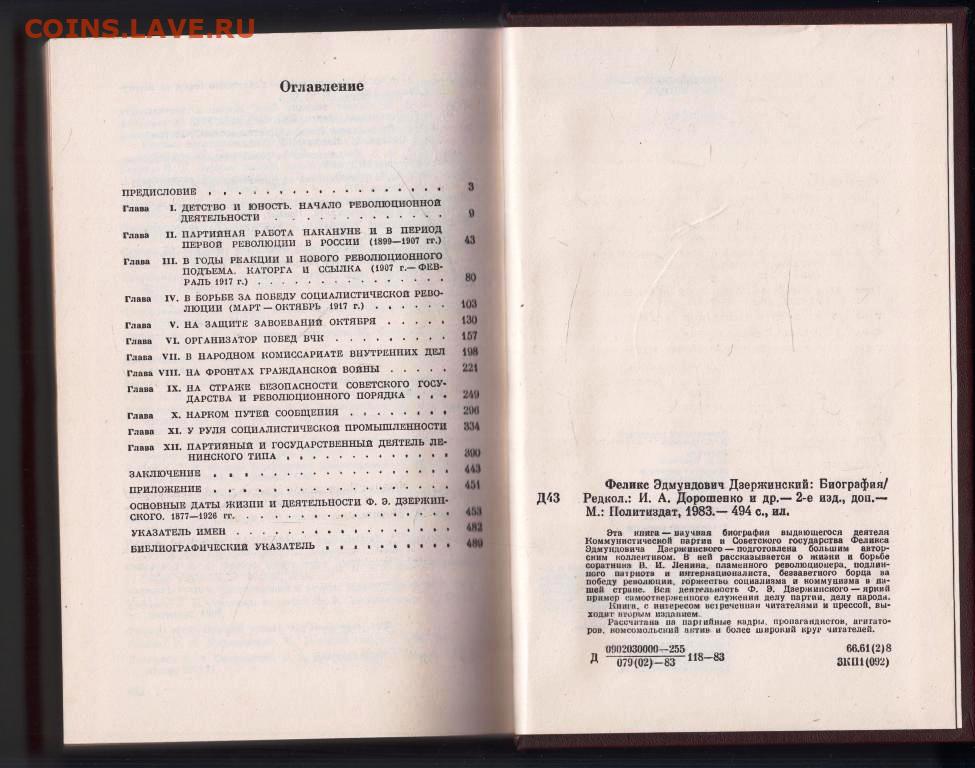 COINS.LAVE.RU
Оглавление
ПРЕДИСЛОВИЕ . . . . . . . . . . . . . . . . . 3
Глава I. ДЕТСТВО И ЮНОСТЬ. НАЧАЛО РЕВОЛЮЦИОННОЙ
ДЕЯТЕЛЬНОСТИ . . . . . . . . . . . . 9
Глава II. ПАРТИЙНАЯ РАБОТА НАКАНУНЕ И В ПЕРИОД
ПЕРВОЙ РЕВОЛЮЦИИ В РОССИИ (1899—1907 гг.) 43
Глава III. В ГОДЫ РЕАКЦИИ И НОВОГО РЕВОЛЮЦИОННОГО
ПОДЪЕМА. КАТОРГА И ССЫЛКА (1907 г.—ФЕВ-
РАЛЬ 1917 г.) . . . . . . . . . . . . . 80
Глава IV. В БОРЬБЕ ЗА ПОБЕДУ СОЦИАЛИСТИЧЕСКОЙ РЕВО-
ЛЮЦИИ (МАРТ — ОКТЯБРЬ 1917 г.) . . . . . . 103
Глава V. НА ЗАЩИТЕ ЗАВОЕВАНИЙ ОКТЯБРЯ . . . . . 130
Глава VI. ОРГАНИЗАТОР ПОБЕД ВЧК . . . . . . . . . 157
Глава VII. В НАРОДНОМ КОМИССАРИАТЕ ВНУТРЕННИХ ДЕЛ 198
Глава VIII. НА ФРОНТАХ ГРАЖДАНСКОЙ ВОЙНЫ . . . . . 221
Глава IX. НА СТРАЖЕ БЕЗОПАСНОСТИ СОВЕТСКОГО ГОСУ-
ДАРСТВА И РЕВОЛЮЦИОННОГО ПОРЯДКА . . . 249
Глава X. НАРКОМ ПУТЕЙ СООБЩЕНИЯ . . . . . . . . 296
Глава XI. У РУЛЯ СОЦИАЛИСТИЧЕСКОЙ ПРОМЫШЛЕННОСТИ 334
Глава XII. ПАРТИЙНЫЙ И ГОСУДАРСТВЕННЫЙ ДЕЯТЕЛЬ ЛЕ-
НИНСКОГО ТИПА . . . . . . . . . . . . 390
ЗАКЛЮЧЕНИЕ . . . . . . . . . . . . . . . . 443
ПРИЛОЖЕНИЕ . . . . . . . . . . . . . . . . 451
ОСНОВНЫЕ ДАТЫ ЖИЗНИ И ДЕЯТЕЛЬНОСТИ Ф. Э. ДЗЕРЖИН-
СКОГО. 1877—1926 гг. . . . . . . . . . . . . . . 453
УКАЗАТЕЛЬ ИМЕН . . . . . . . . . . . . . . . 482
БИБЛИОГРАФИЧЕСКИЙ УКАЗАТЕЛЬ . . . . . . . . . 489
Феликс Эдмундович Дзержинский: Биография/
Д43 Редкол.: И. А. Дорошенко и др.— 2-е изд., доп.—
М.: Политиздат, 1983.— 494 с., ил.
Эта книга — научная биография выдающегося деятеля
Коммунистической партии и Советского государства Феликса
Эдмундовича Дзержинского — подготовлена большим автор-
ским коллективом. В ней рассказывается о жизни и борьбе
соратника В. И. Ленина, пламенного революционера, подлин-
ного патриота и интернационалиста, беззаветного борца за
победу революции, торжество социализма и коммунизма в на-
шей стране. Вся деятельность Ф. Э. Дзержинского — яркий
пример самоотверженного служения делу партии, делу народа.
Книга, с интересом встреченная читателями и прессой, вы-
ходит вторым изданием.
Рассчитана на партийные кадры, пропагандистов, агитато-
ров, комсомольский актив и более широкий круг читателей.
Д 0902030000—255 118—83 66.61(2)8
079(02)—83 ЗКП1(092)